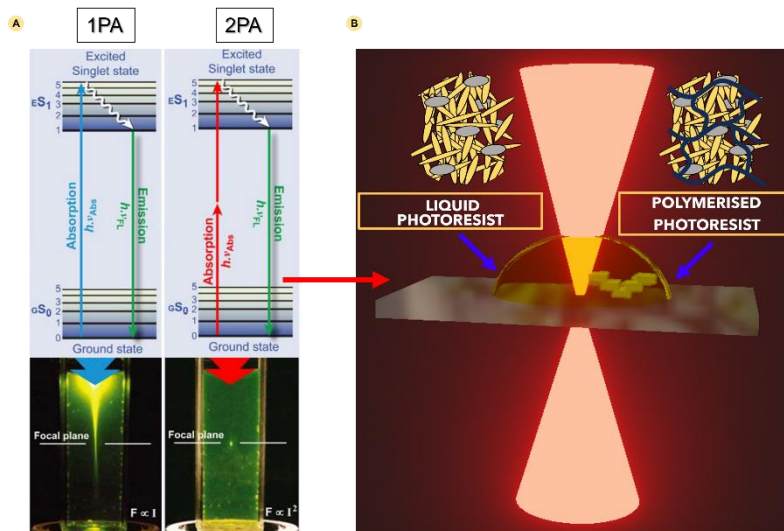 A
1PA
2PA
B
Excited
Singlet state
5
4
3
2
1
ES1
Absorption
h.νAbs
Emission
h.νFL
5
4
3
2
1
0
GS0
Ground state
Focal plane
F ∝ I
Excited
Singlet state
5
4
3
2
1
ES1
Absorption
h.νAbs
Emission
h.νFL
5
4
3
2
1
0
GS0
Ground state
Focal plane
F ∝ I²
LIQUID
PHOTORESIST
POLYMERISED
PHOTORESIST